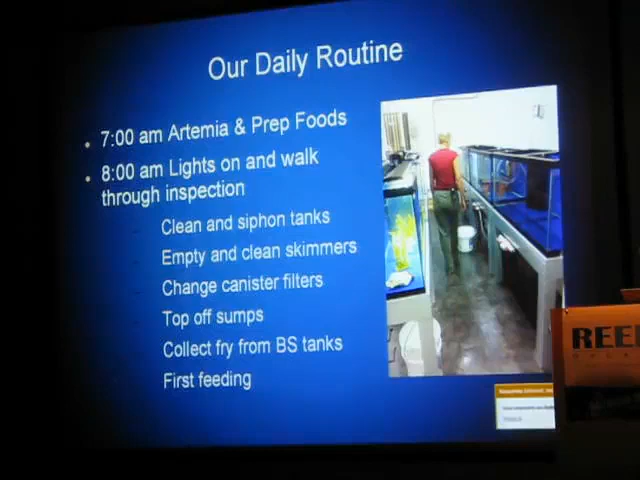 Our Daily Routine
• 7:00 am Artemia & Prep Foods
• 8:00 am Lights on and walk
through inspection
Clean and siphon tanks
Empty and clean skimmers
Change canister filters
Top off sumps
Collect fry from BS tanks
First feeding